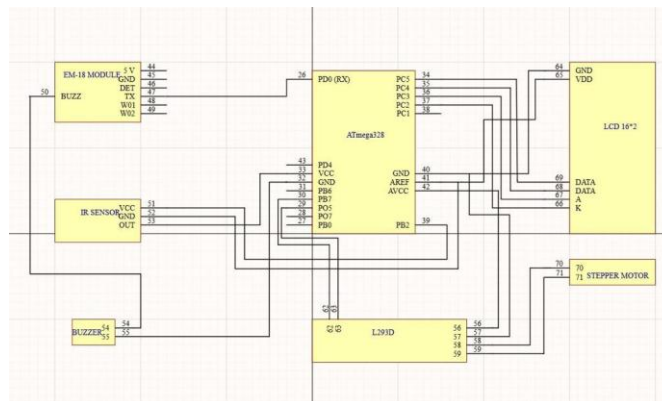 EM-18 MODULE
BUZZ
50
5 V 44
GND 45
DET 46
TX 47
W01 48
W02 49
IR SENSOR
VCC 51
GND 52
OUT 53
BUZZER
54 54
55 55
ATmega328
26 PD0 (RX)
43 PD4
33 VCC
32 GND
31 PB6
30 PB7
29 PO5
28 PO7
27 PB0
PC5 34
PC4 35
PC3 36
PC2 37
PC1 38
GND 40
AREF 41
AVCC 42
PB2 39
62 63
62 63
L293D
56 56
57 57
58 58
59 59
LCD 16*2
64 GND
65 VDD
69 DATA
68 DATA
67 A
66 K
STEPPER MOTOR
70 70
71 71